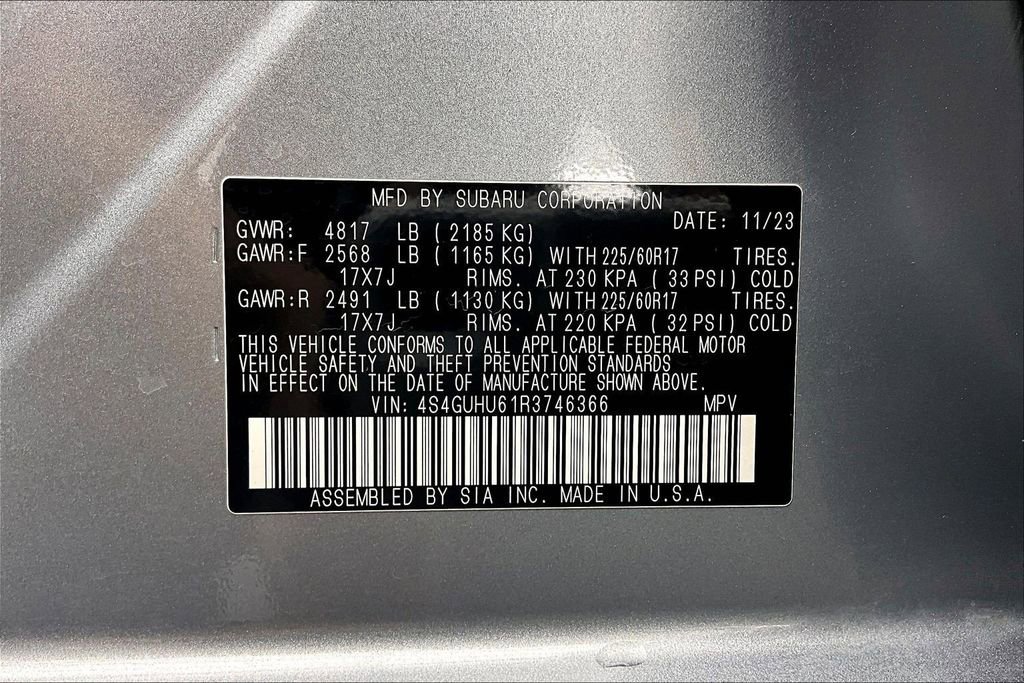 MFD BY SUBARU CORPORATION
DATE: 11/23
GVWR: 4817 LB (2185 KG)
GAWR:F 2568 LB (1165 KG) WITH 225/60R17 TIRES.
17X7J RIMS. AT 230 KPA (33 PSI) COLD
GAWR:R 2491 LB (1130 KG) WITH 225/60R17 TIRES.
17X7J RIMS. AT 220 KPA (32 PSI) COLD
THIS VEHICLE CONFORMS TO ALL APPLICABLE FEDERAL MOTOR
VEHICLE SAFETY AND THEFT PREVENTION STANDARDS
IN EFFECT ON THE DATE OF MANUFACTURE SHOWN ABOVE.
VIN: 4S4GUHU61R3746366 MPV
ASSEMBLED BY SIA INC. MADE IN U.S.A.